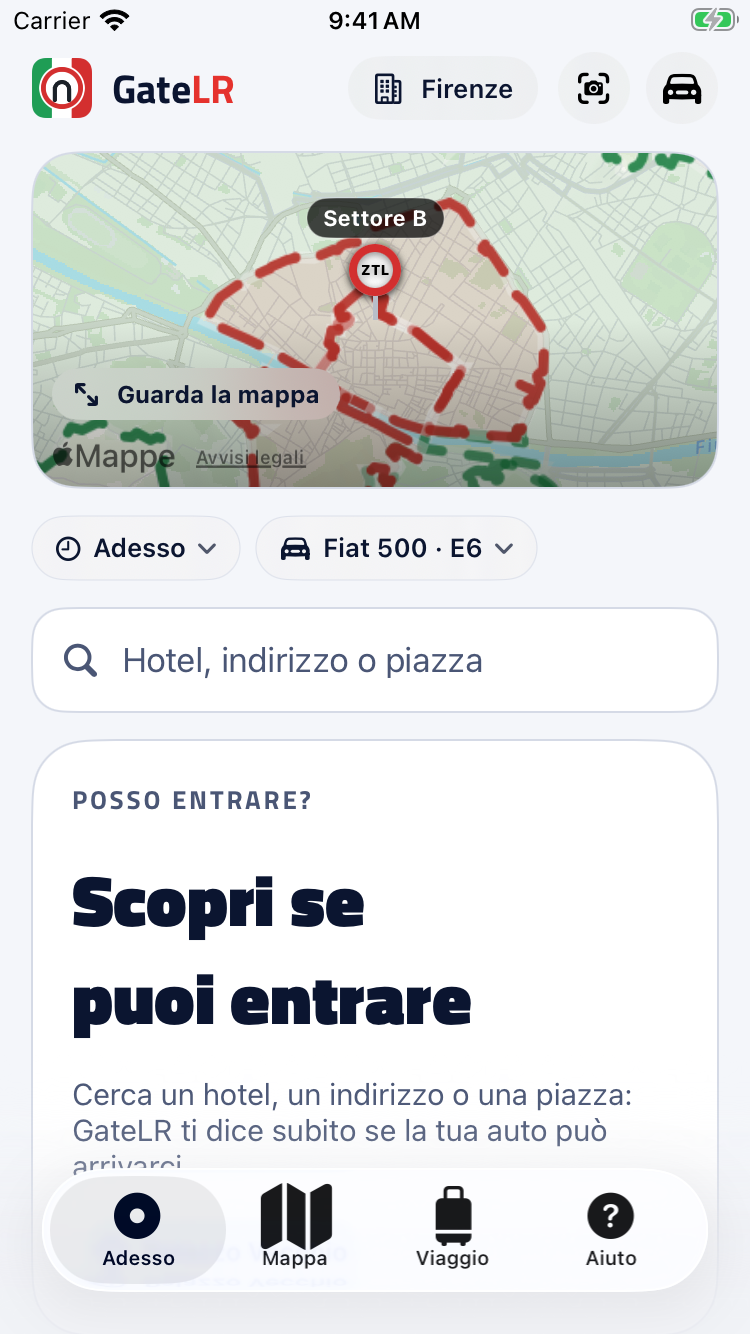 Carrier 9:41 AM
GateLR Firenze
Settore B
ZTL
Guarda la mappa
Mappe Avvisi legali
Adesso Fiat 500 · E6
Hotel, indirizzo o piazza
POSSO ENTRARE?
Scopri se
puoi entrare
Cerca un hotel, un indirizzo o una piazza:
GateLR ti dice subito se la tua auto può
arrivarci
Adesso Mappa Viaggio Aiuto